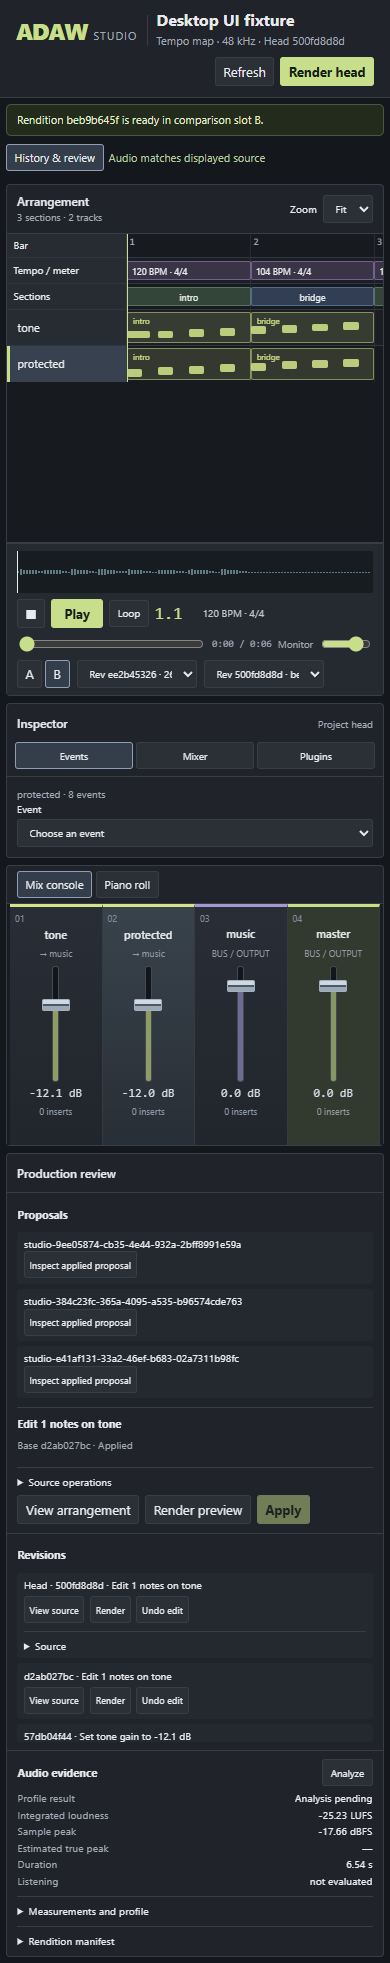 ADAW STUDIO
Desktop UI fixture
Tempo map · 48 kHz · Head 500fd8d8d
Refresh
Render head
Rendition beb9b645f is ready in comparison slot B.
History & review
Audio matches displayed source
Arrangement
3 sections · 2 tracks
Zoom
Fit
Bar
1
2
3
Tempo / meter
120 BPM · 4/4
104 BPM · 4/4
1
Sections
intro
bridge
tone
intro
bridge
protected
intro
bridge
Play
Loop
1.1
120 BPM · 4/4
0:00 / 0:06
Monitor
A
B
Rev ee2b45326 · 26
Rev 500fd8d8d · be
Inspector
Project head
Events
Mixer
Plugins
protected · 8 events
Event
Choose an event
Mix console
Piano roll
01
02
03
04
tone
protected
music
master
→ music
→ music
BUS / OUTPUT
BUS / OUTPUT
-12.1 dB
-12.0 dB
0.0 dB
0.0 dB
0 inserts
0 inserts
0 inserts
0 inserts
Production review
Proposals
studio-9ee05874-cb35-4e44-932a-2bff8991e59a
Inspect applied proposal
studio-384c23fc-365a-4095-a535-b96574cde763
Inspect applied proposal
studio-e41af131-33a2-46ef-b683-02a7311b98fc
Inspect applied proposal
Edit 1 notes on tone
Base d2ab027bc · Applied
Source operations
View arrangement
Render preview
Apply
Revisions
Head · 500fd8d8d · Edit 1 notes on tone
View source
Render
Undo edit
Source
d2ab027bc · Edit 1 notes on tone
View source
Render
Undo edit
57db04f44 · Set tone gain to -12.1 dB
Audio evidence
Analyze
Profile result
Analysis pending
Integrated loudness
-25.23 LUFS
Sample peak
-17.66 dBFS
Estimated true peak
—
Duration
6.54 s
Listening
not evaluated
Measurements and profile
Rendition manifest